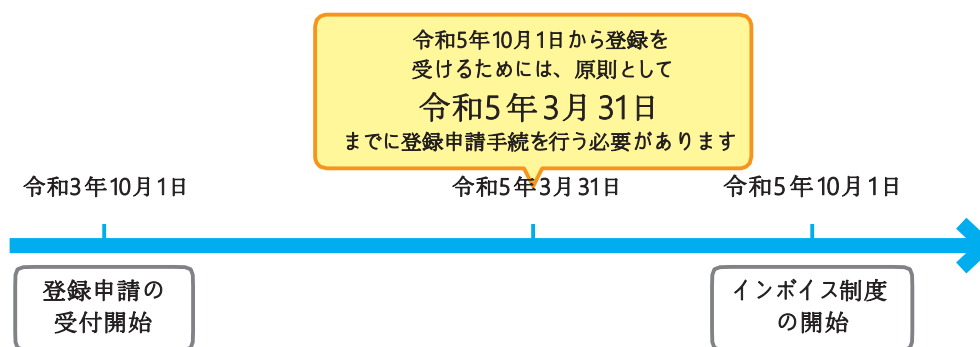 令和5年10月1日から登録を
受けるためには、原則として
令和5年3月31日
までに登録申請手続を行う必要があります
令和3年10月1日
令和5年3月31日
令和5年10月1日
登録申請の
受付開始
インボイス制度
の開始